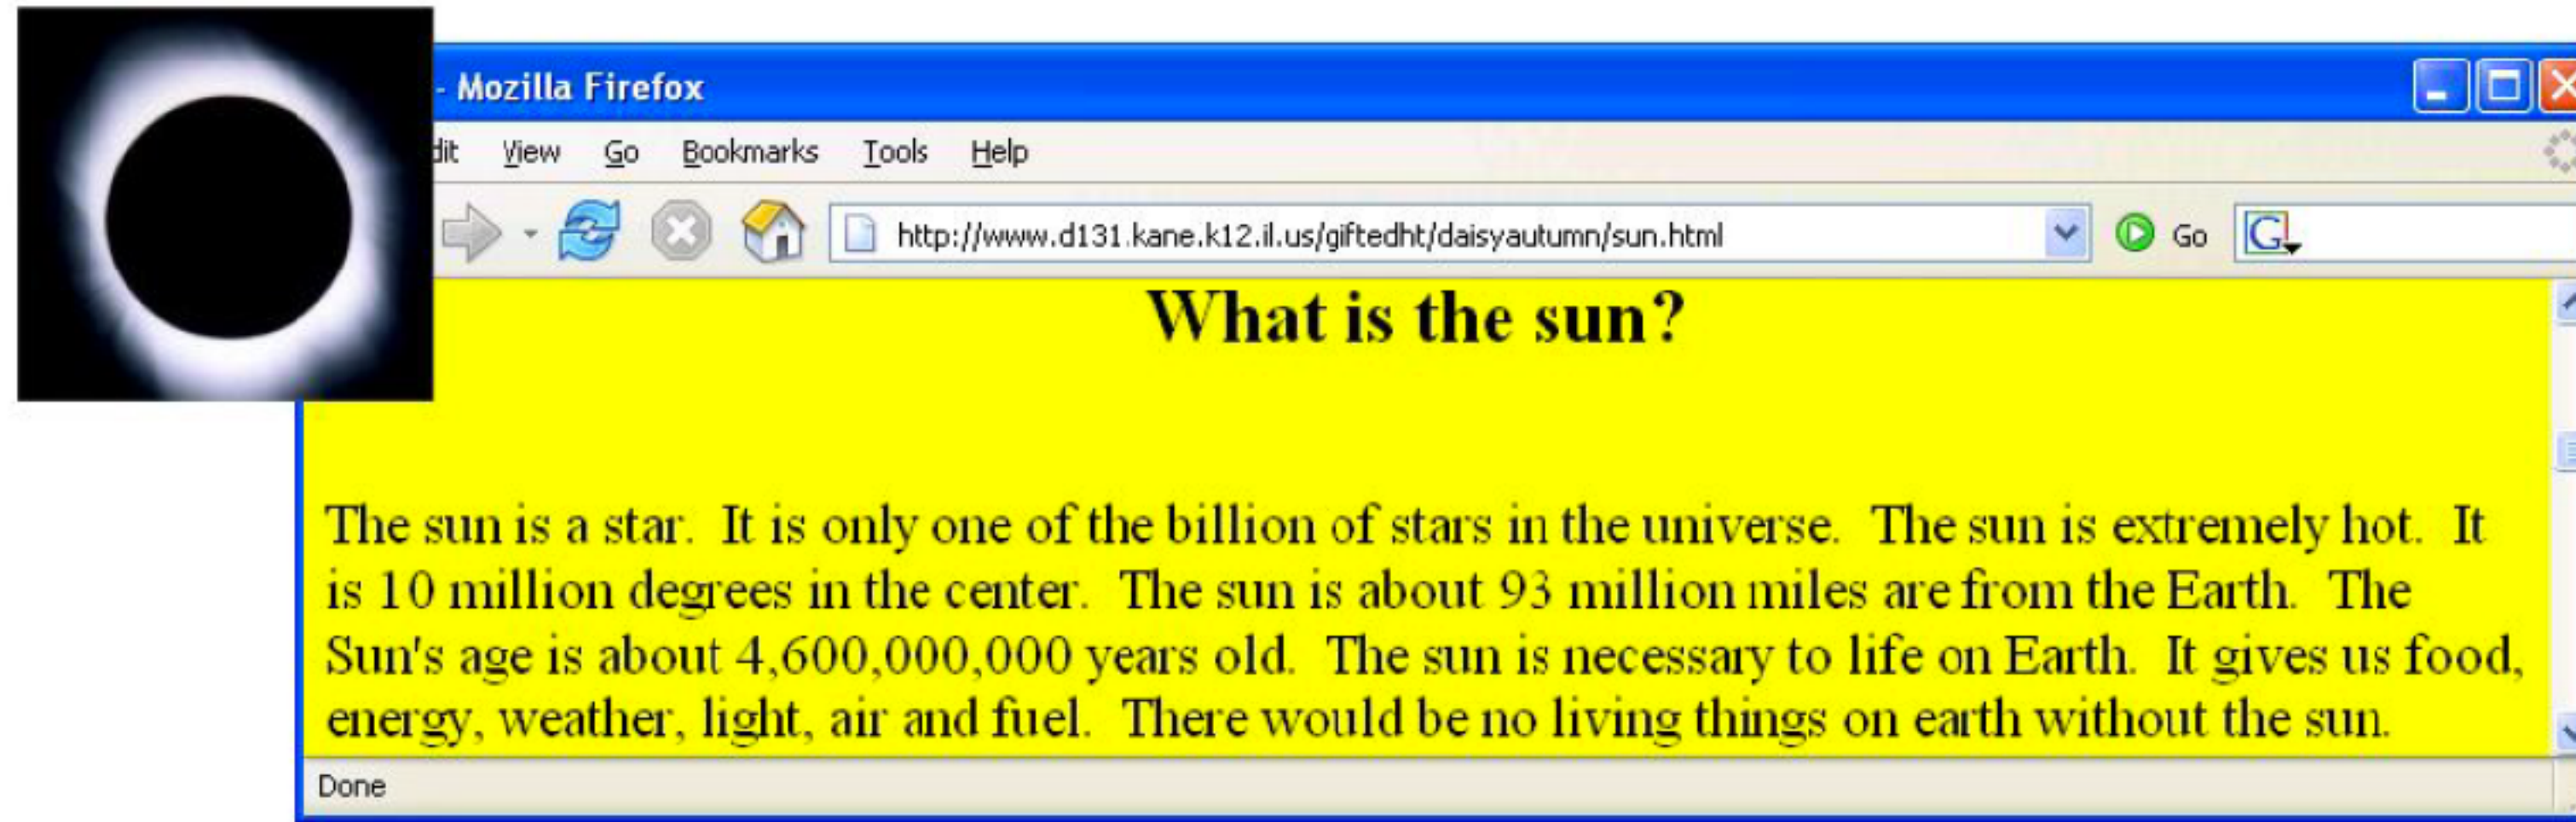 - Mozilla Firefox
dit View Go Bookmarks Tools Help
http://www.d131.kane.k12.il.us/giftedht/daisyautumn/sun.html Go G
What is the sun?
The sun is a star. It is only one of the billion of stars in the universe. The sun is extremely hot. It
is 10 million degrees in the center. The sun is about 93 million miles are from the Earth. The
Sun's age is about 4,600,000,000 years old. The sun is necessary to life on Earth. It gives us food,
energy, weather, light, air and fuel. There would be no living things on earth without the sun.
Done